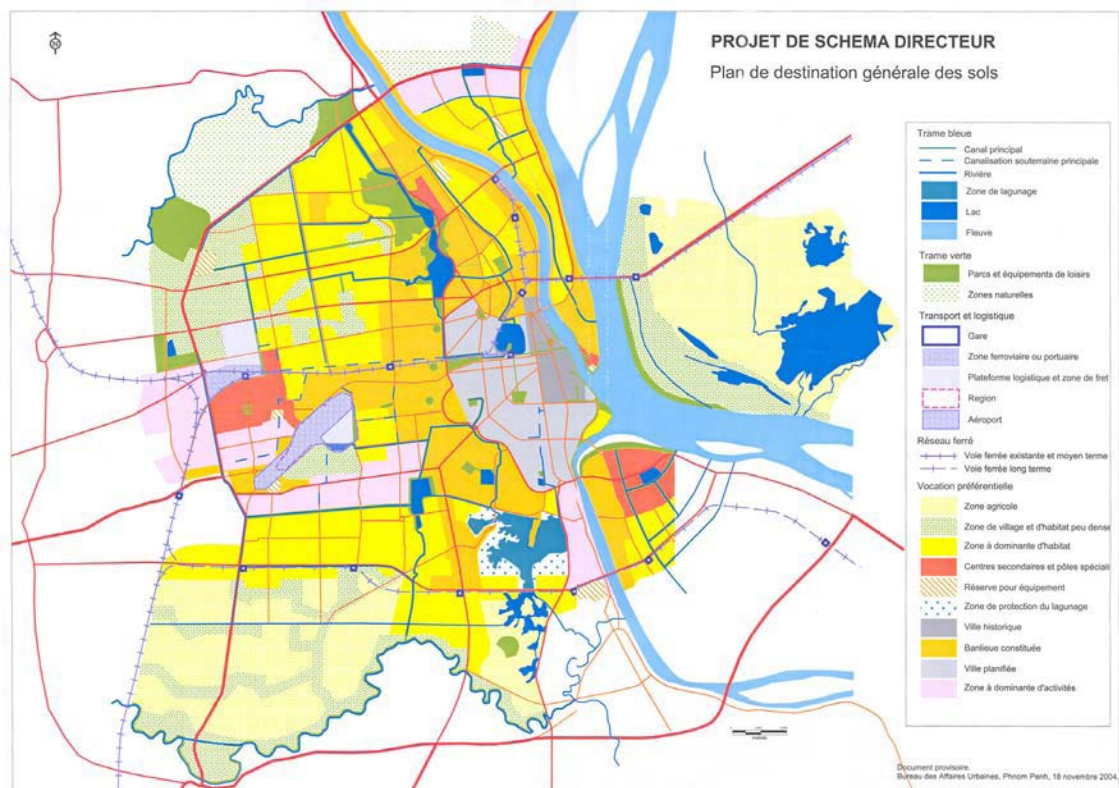 N
PROJET DE SCHEMA DIRECTEUR
Plan de destination générale des sols
Trame bleue
Canal principal
Canalisation souterraine principale
Rivière
Zone de lagunage
Lac
Fleuve
Trame verte
Parcs et équipements de loisirs
Zones naturelles
Transport et logistique
Gare
Zone ferroviaire ou portuaire
Plateforme logistique et zone de fret
Region
Aéroport
Réseau ferré
Voie ferrée existante et moyen terme
Voie ferrée long terme
Vocation préférentielle
Zone agricole
Zone de village et d'habitat peu dense
Zone à dominante d'habitat
Centres secondaires et pôles spéciali
Réserve pour équipement
Zone de protection du lagunage
Ville historique
Banlieue constituée
Ville planifiée
Zone à dominante d'activités
Document provisoire.
Bureau des Affaires Urbaines, Phnom Penh, 18 novembre 2004.